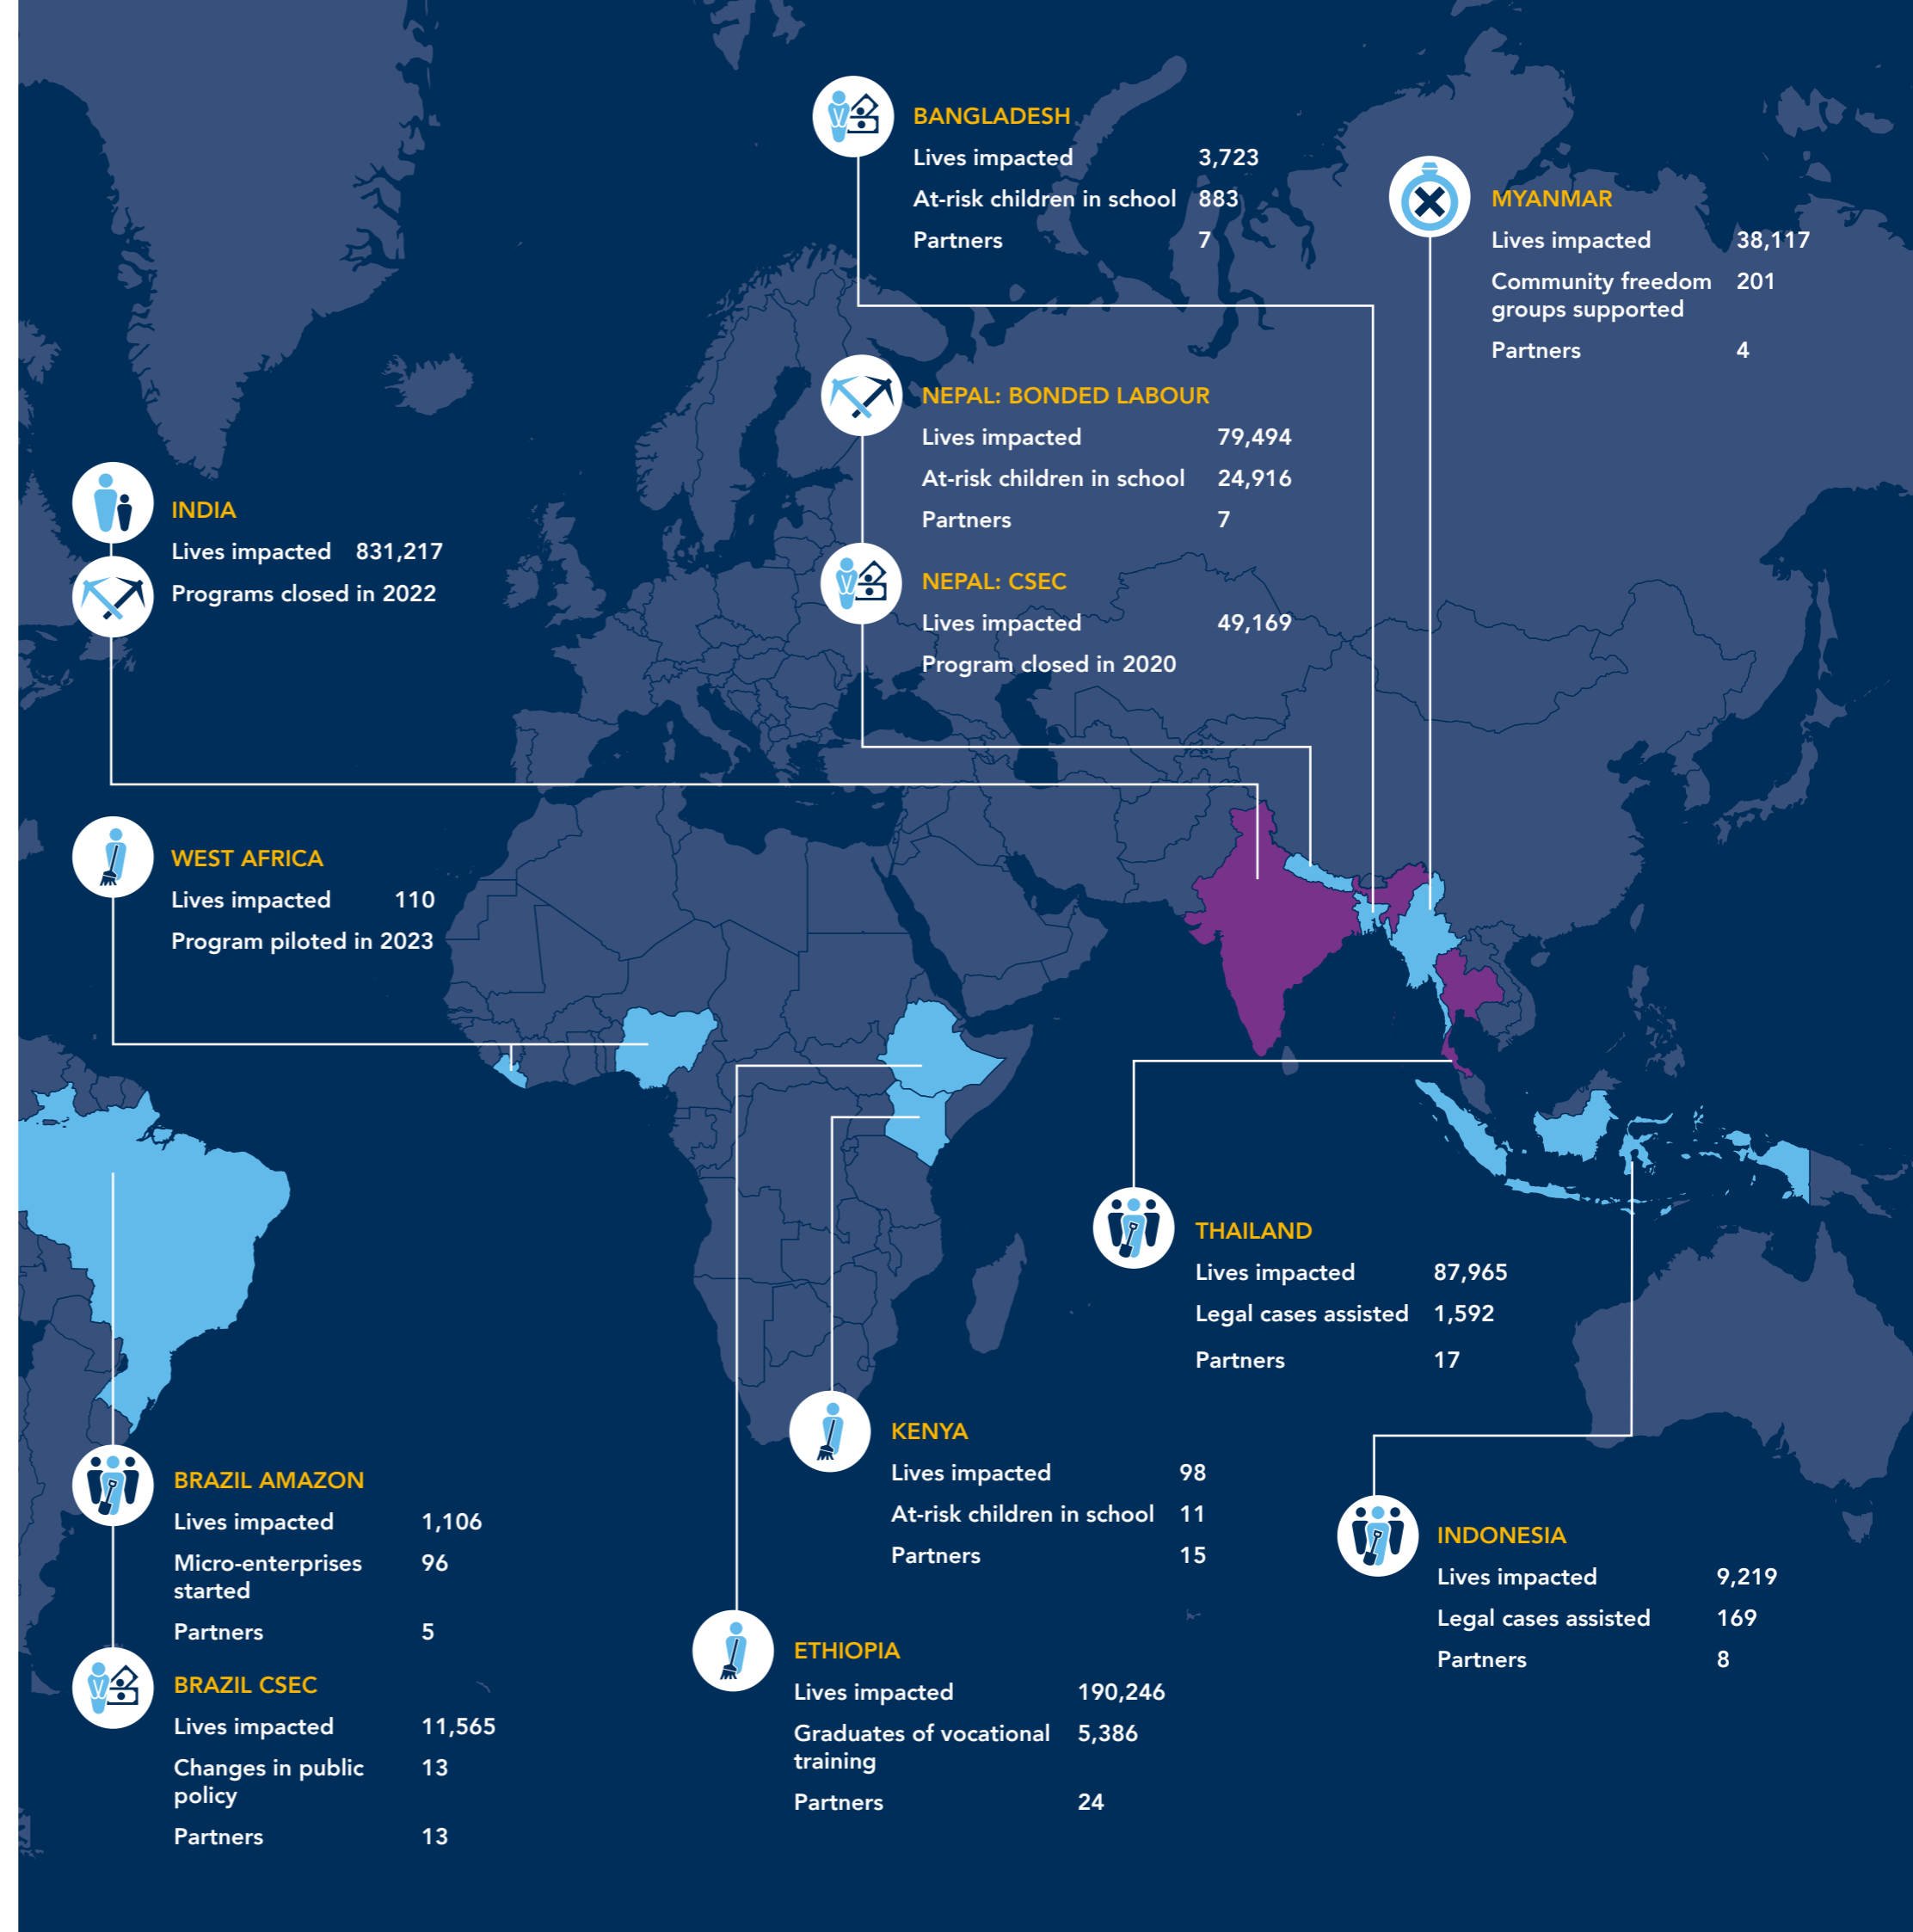 BANGLADESH
Lives impacted 3,723
At-risk children in school 883
Partners 7
MYANMAR
Lives impacted 38,117
Community freedom 201
groups supported
Partners 4
NEPAL: BONDED LABOUR
Lives impacted 79,494
At-risk children in school 24,916
Partners 7
NEPAL: CSEC
Lives impacted 49,169
Program closed in 2020
INDIA
Lives impacted 831,217
Programs closed in 2022
WEST AFRICA
Lives impacted 110
Program piloted in 2023
THAILAND
Lives impacted 87,965
Legal cases assisted 1,592
Partners 17
KENYA
Lives impacted 98
At-risk children in school 11
Partners 15
INDONESIA
Lives impacted 9,219
Legal cases assisted 169
Partners 8
BRAZIL AMAZON
Lives impacted 1,106
Micro-enterprises 96
started
Partners 5
BRAZIL CSEC
Lives impacted 11,565
Changes in public 13
policy
Partners 13
ETHIOPIA
Lives impacted 190,246
Graduates of vocational 5,386
training
Partners 24